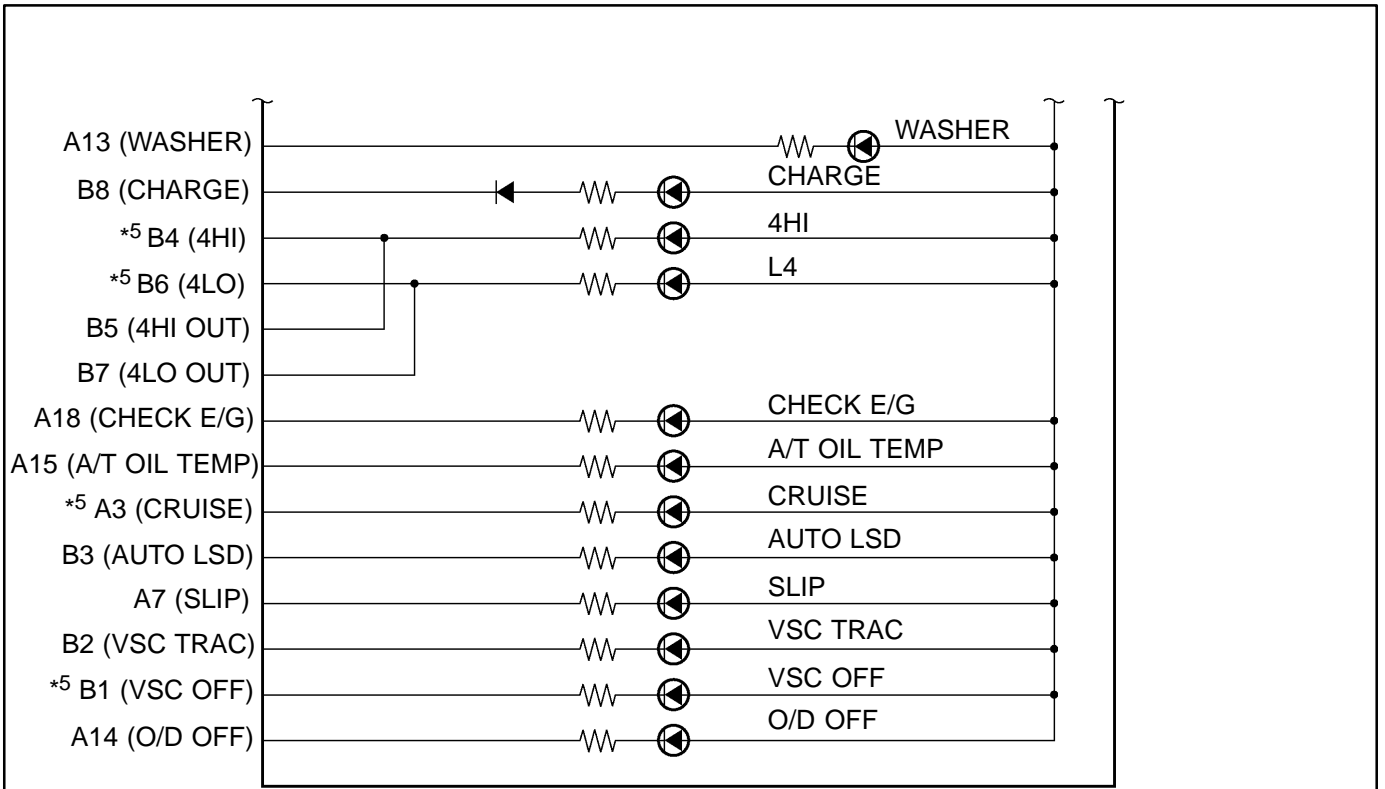 A13 (WASHER) WASHER
B8 (CHARGE) CHARGE
*5 B4 (4HI) 4HI
*5 B6 (4LO) L4
B5 (4HI OUT)
B7 (4LO OUT)
A18 (CHECK E/G) CHECK E/G
A15 (A/T OIL TEMP) A/T OIL TEMP
*5 A3 (CRUISE) CRUISE
B3 (AUTO LSD) AUTO LSD
A7 (SLIP) SLIP
B2 (VSC TRAC) VSC TRAC
*5 B1 (VSC OFF) VSC OFF
A14 (O/D OFF) O/D OFF